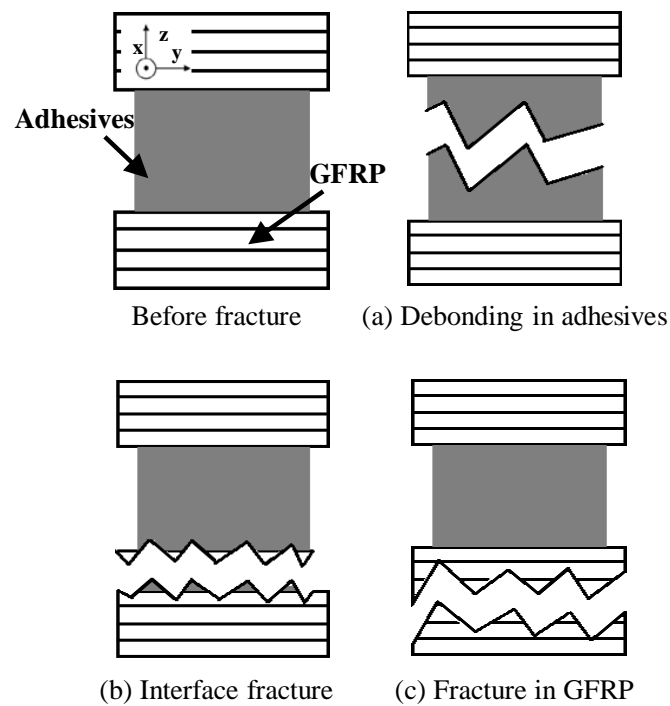 z
x
y
Adhesives
GFRP
Before fracture
(a) Debonding in adhesives
(b) Interface fracture
(c) Fracture in GFRP